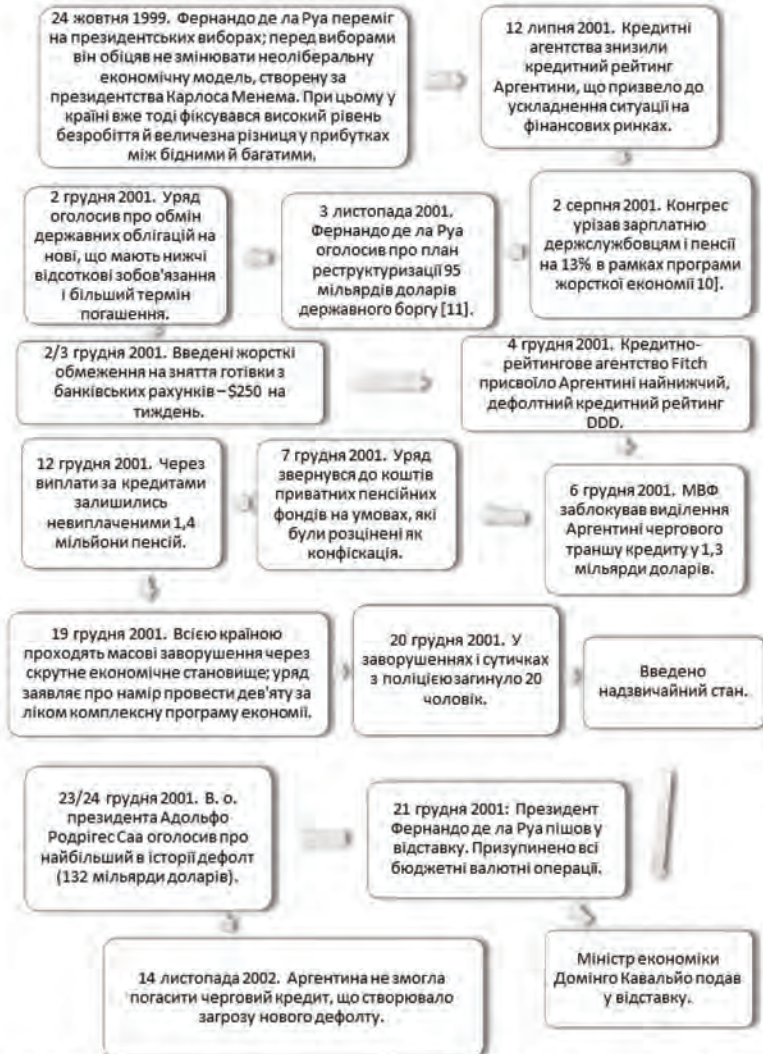 24 жовтня 1999. Фернандо де ла Руа переміг
на президентських виборах; перед виборами
він обіцяв не змінювати неоліберальну
економічну модель, створену за
президентства Карлоса Менема. При цьому у
країні вже тоді фіксувався високий рівень
безробіття й величезна різниця у прибутках
між бідними й багатими.
12 липня 2001. Кредитні
агентства знизили
кредитний рейтинг
Аргентини, що призвело до
ускладнення ситуації на
фінансових ринках.
2 серпня 2001. Конгрес
урізав зарплатню
держслужбовцям і пенсії
на 13% в рамках програми
жорсткої економії 10].
3 листопада 2001.
Фернандо де ла Руа
оголосив про план
реструктуризації 95
мільярдів доларів
державного боргу [11].
2 грудня 2001. Уряд
оголосив про обмін
державних облігацій на
нові, що мають нижчі
відсоткові зобов'язання
і більший термін
погашення.
2/3 грудня 2001. Введені жорсткі
обмеження на зняття готівки з
банківських рахунків – $250 на
тиждень.
4 грудня 2001. Кредитно-
рейтингове агентство Fitch
присвоїло Аргентині найнижчий,
дефолтний кредитний рейтинг
DDD.
6 грудня 2001. МВФ
заблокував виділення
Аргентині чергового
траншу кредиту у 1,3
мільярди доларів.
7 грудня 2001. Уряд
звернувся до коштів
приватних пенсійних
фондів на умовах, які
були розцінені як
конфіскація.
12 грудня 2001. Через
виплати за кредитами
залишились
невиплаченими 1,4
мільйони пенсій.
19 грудня 2001. Всією країною
проходять масові заворушення через
скрутне економічне становище; уряд
заявляє про намір провести дев'яту за
ліком комплексну програму економії.
20 грудня 2001. У
заворушеннях і сутичках
з поліцією загинуло 20
чоловік.
Введено
надзвичайний стан.
21 грудня 2001: Президент
Фернандо де ла Руа пішов у
відставку. Призупинено всі
бюджетні валютні операції.
23/24 грудня 2001. В. о.
президента Адольфо
Родрігес Саа оголосив про
найбільший в історії дефолт
(132 мільярди доларів).
Міністр економіки
Домінго Кавальйо подав
у відставку.
14 листопада 2002. Аргентина не змогла
погасити черговий кредит, що створювало
загрозу нового дефолту.